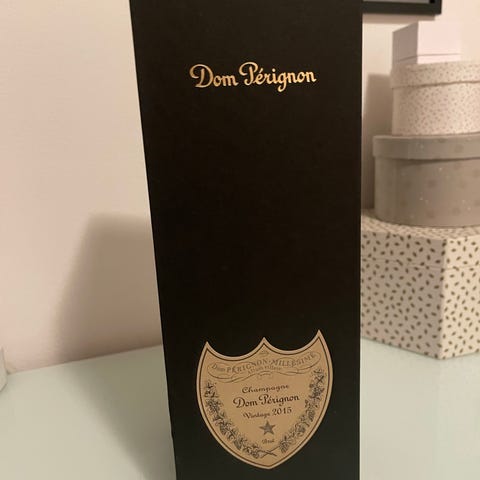 Dom Pérignon
Dom PÉRIGNON-MILLÉSIMÉ
Champagne
Dom Pérignon
Vintage 2015
Brut